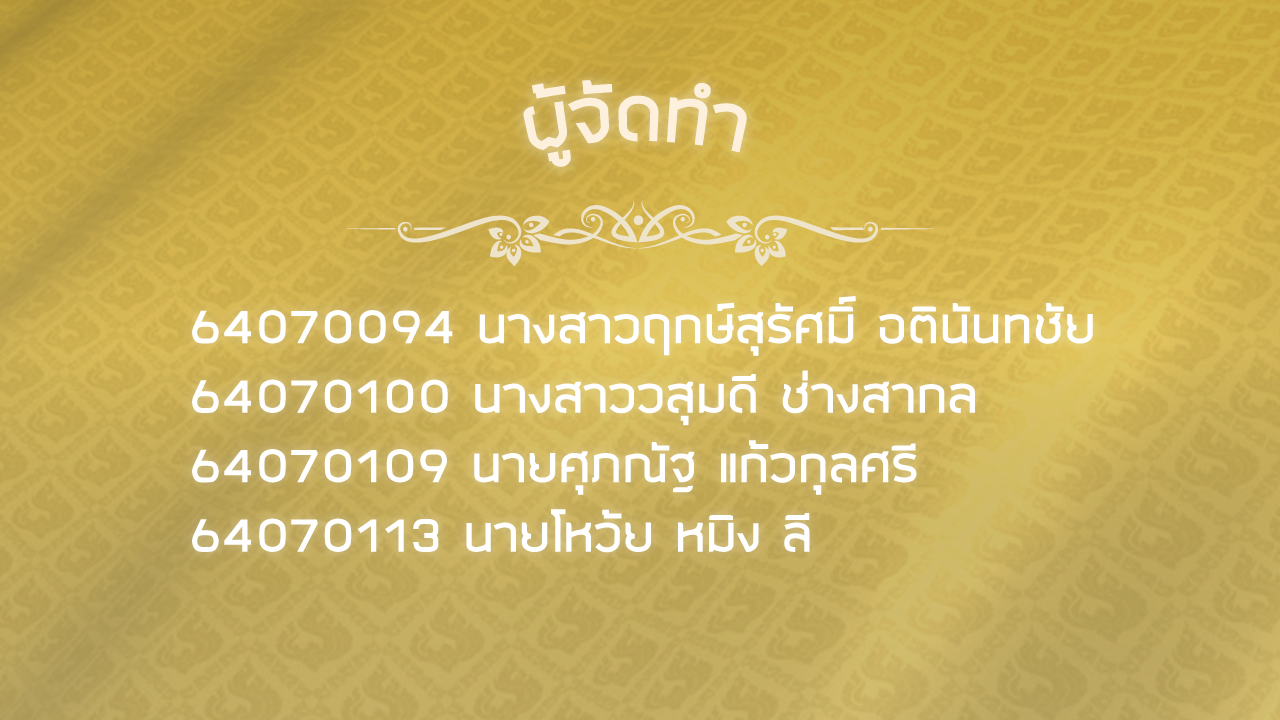 ผู้จัดทำ
64070094 นางสาวฤกษ์สุรัศมิ์ อตินันทชัย
64070100 นางสาววสุมดี ช่างสากล
64070109 นายศุภณัฐ แก้วกุลศรี
64070113 นายโหวัย หมิง ลี